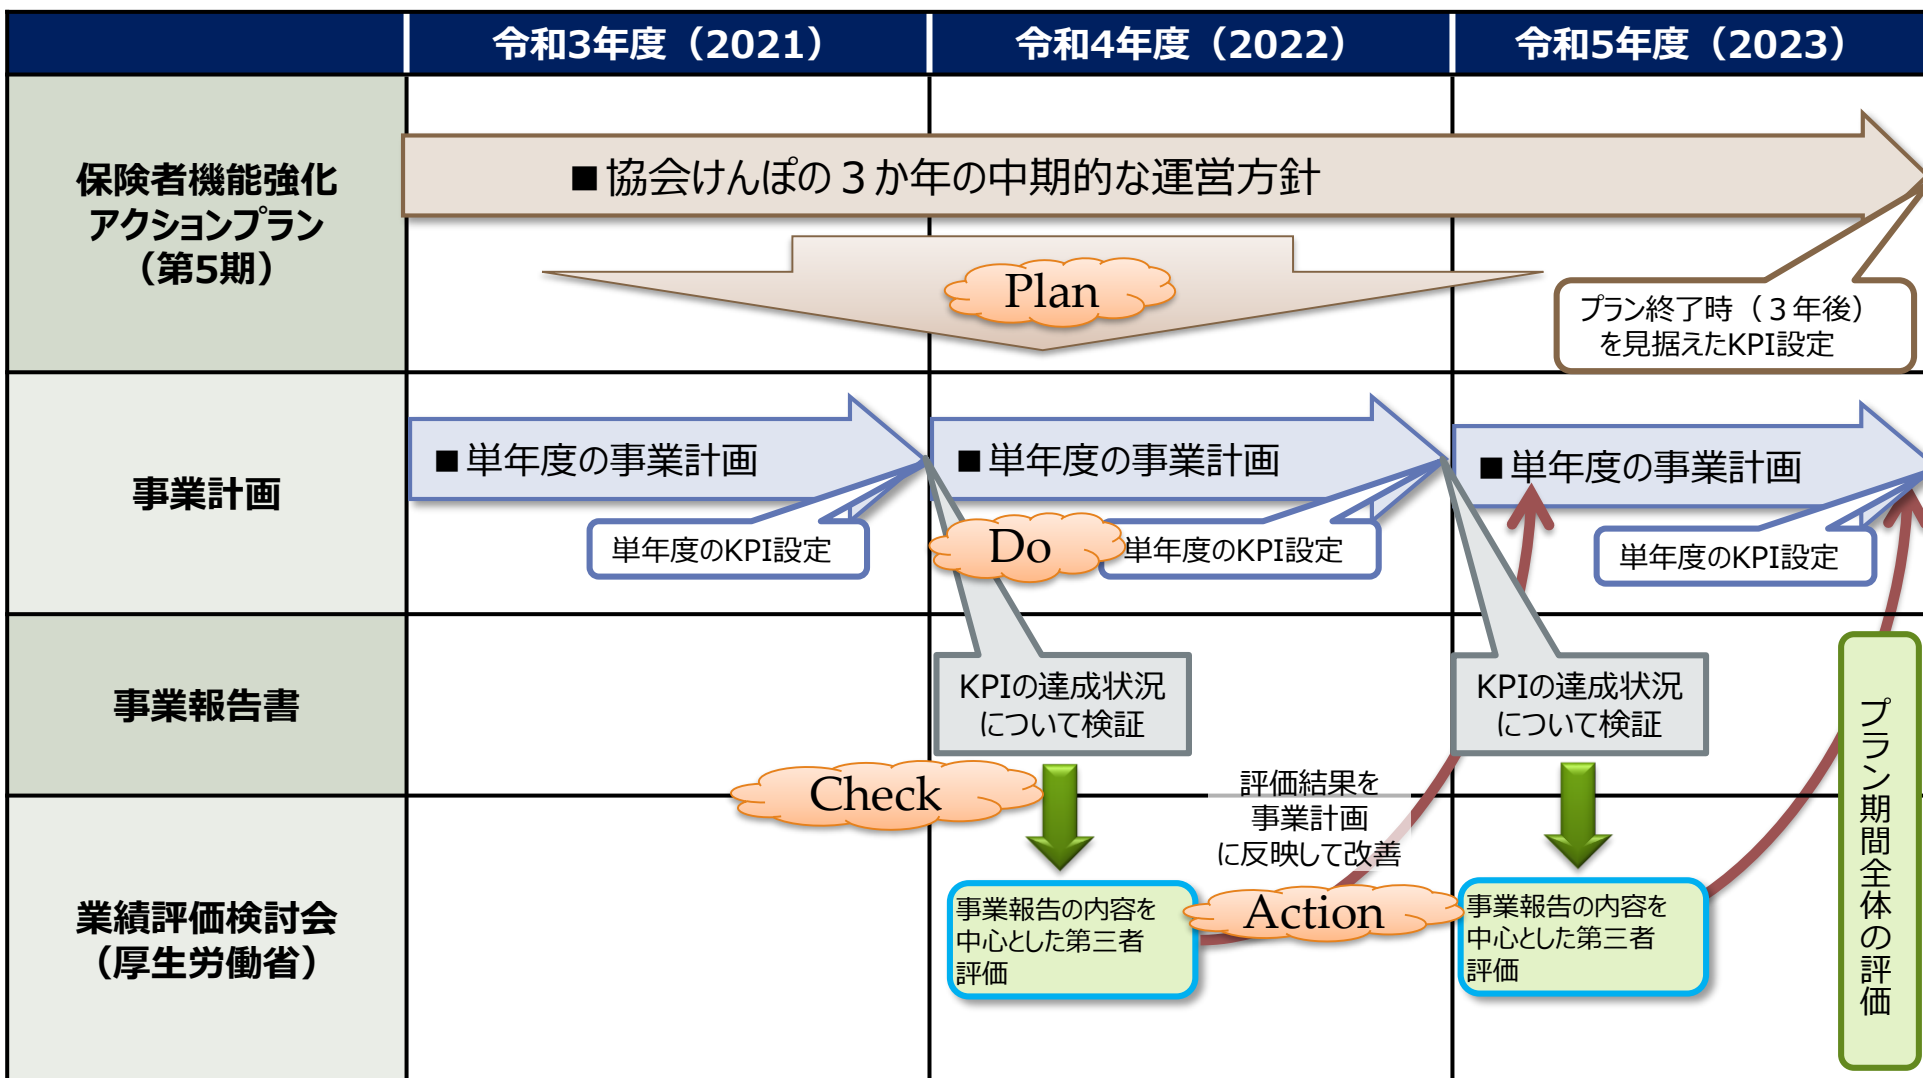 令和3年度（2021）
令和4年度（2022）
令和5年度（2023）
保険者機能強化
アクションプラン
（第5期）
■協会けんぽの３か年の中期的な運営方針
Plan
プラン終了時（３年後）
を見据えたKPI設定
事業計画
■単年度の事業計画
単年度のKPI設定
■単年度の事業計画
Do
単年度のKPI設定
■単年度の事業計画
単年度のKPI設定
事業報告書
KPIの達成状況
について検証
KPIの達成状況
について検証
Check
評価結果を
事業計画
に反映して改善
業績評価検討会
（厚生労働省）
事業報告の内容を
中心とした第三者
評価
Action
事業報告の内容を
中心とした第三者
評価
プラン期間全体の評価